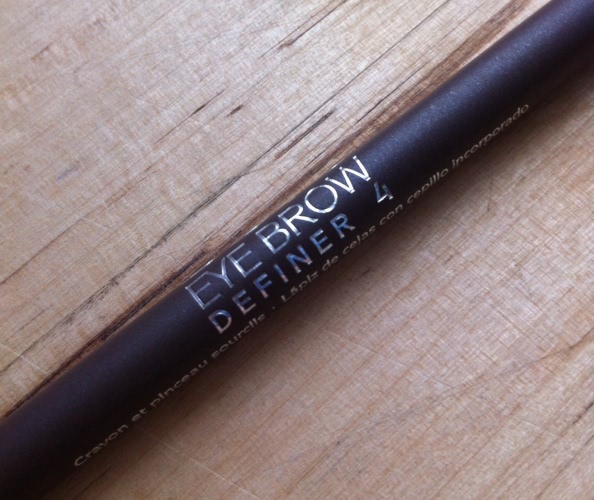 EYE BROW
DEFINER 4
Crayon et pinceau sourcils · Lápiz de cejas con cepillo incorporado